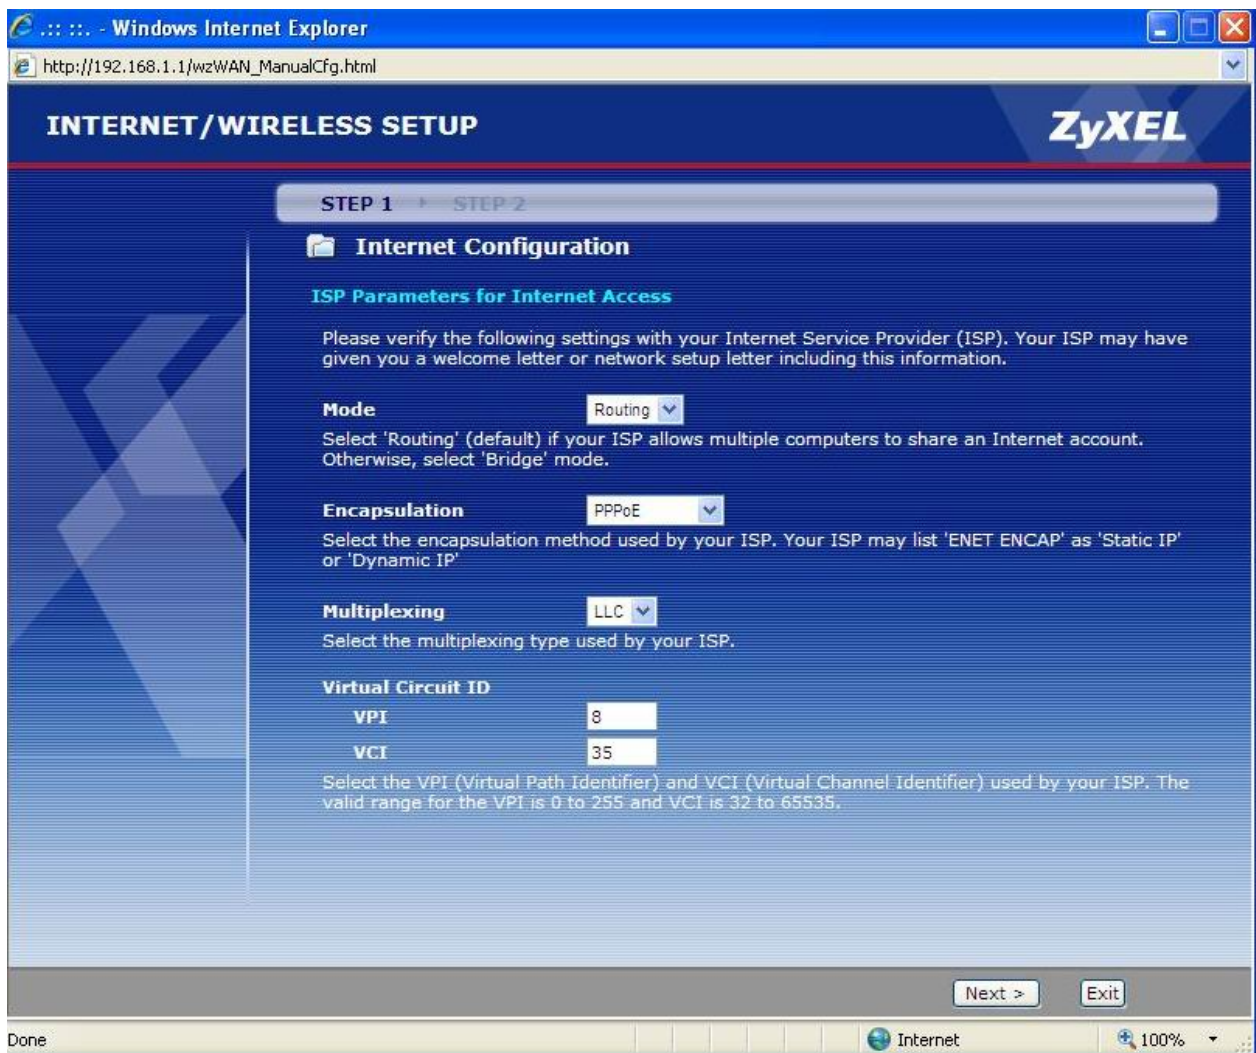 .:: ::. - Windows Internet Explorer
http://192.168.1.1/wzWAN_ManualCfg.html
INTERNET/WIRELESS SETUP
ZyXEL
STEP 1
STEP 2
Internet Configuration
ISP Parameters for Internet Access
Please verify the following settings with your Internet Service Provider (ISP). Your ISP may have
given you a welcome letter or network setup letter including this information.
Mode
Routing
Select 'Routing' (default) if your ISP allows multiple computers to share an Internet account.
Otherwise, select 'Bridge' mode.
Encapsulation
PPPoE
Select the encapsulation method used by your ISP. Your ISP may list 'ENET ENCAP' as 'Static IP'
or 'Dynamic IP'
Multiplexing
LLC
Select the multiplexing type used by your ISP.
Virtual Circuit ID
VPI
8
VCI
35
Select the VPI (Virtual Path Identifier) and VCI (Virtual Channel Identifier) used by your ISP. The
valid range for the VPI is 0 to 255 and VCI is 32 to 65535.
Next >
Exit
Done
Internet
100%